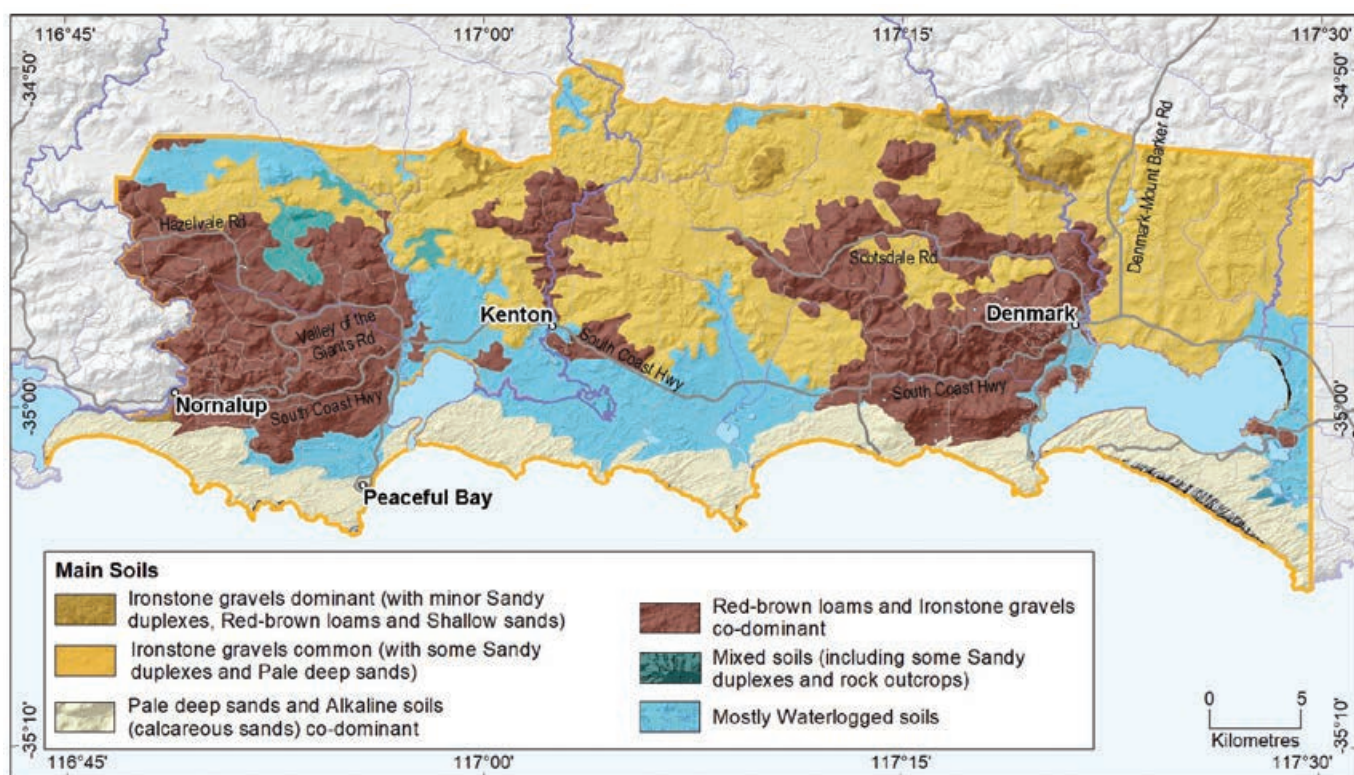 116°45'
117°00'
117°15'
117°30'
-34°50'
-34°50'
Denmark-Mount Barker Rd
Hazelvale Rd
Scotsdale Rd
Valley of the
Giants Rd
Kenton
Denmark
South Coast Hwy
South Coast Hwy
South Coast Hwy
Nornalup
-35°00'
-35°00'
Peaceful Bay
Main Soils
Ironstone gravels dominant (with minor Sandy
duplexes, Red-brown loams and Shallow sands)
Ironstone gravels common (with some Sandy
duplexes and Pale deep sands)
Pale deep sands and Alkaline soils
(calcareous sands) co-dominant
Red-brown loams and Ironstone gravels
co-dominant
Mixed soils (including some Sandy
duplexes and rock outcrops)
Mostly Waterlogged soils
0 5
Kilometres
-35°10'
-35°10'
116°45'
117°00'
117°15'
117°30'